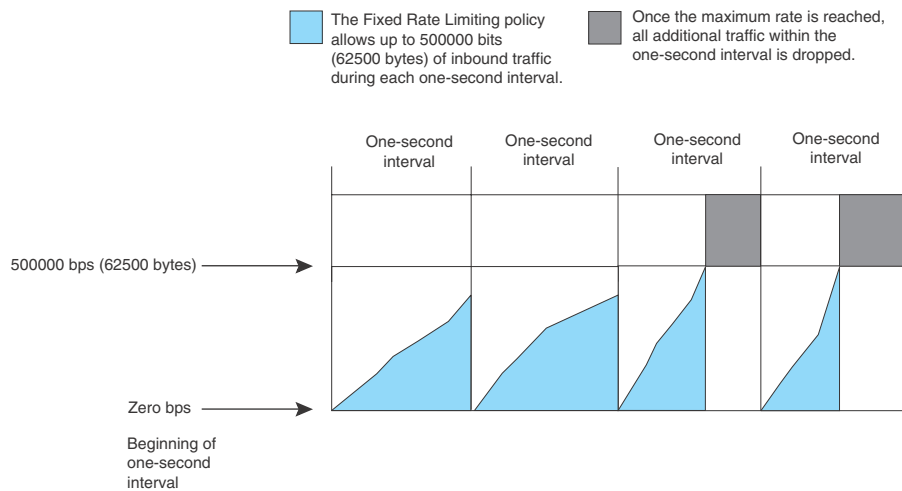 The Fixed Rate Limiting policy
allows up to 500000 bits
(62500 bytes) of inbound traffic
during each one-second interval.
Once the maximum rate is reached,
all additional traffic within the
one-second interval is dropped.
One-second
interval
One-second
interval
One-second
interval
One-second
interval
500000 bps (62500 bytes)
Zero bps
Beginning of
one-second
interval